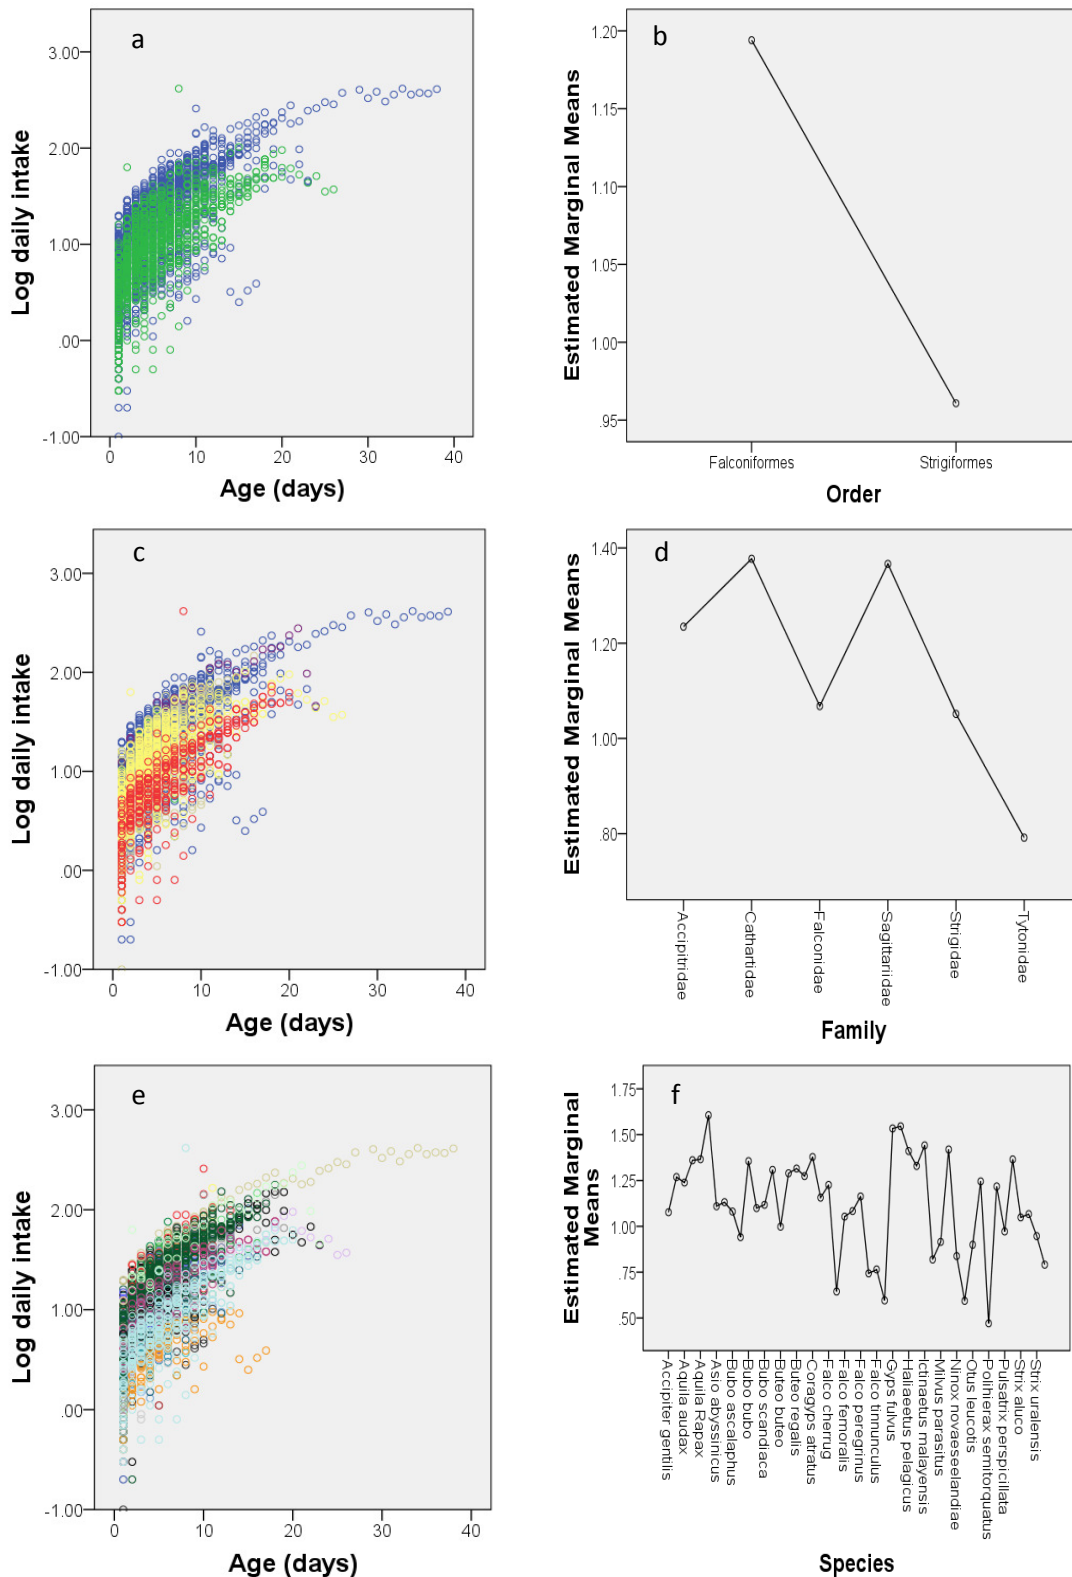 a
3.00
2.00
1.00
.00
-1.00
Log daily intake
0 10 20 30 40
Age (days)
b
1.20
1.15
1.10
1.05
1.00
.95
Estimated Marginal Means
Falconiformes Strigiformes
Order
c
3.00
2.00
1.00
.00
-1.00
Log daily intake
0 10 20 30 40
Age (days)
d
1.40
1.20
1.00
.80
Estimated Marginal Means
Accipitridae
Cathartidae
Falconidae
Sagittariidae
Strigidae
Tytonidae
Family
e
3.00
2.00
1.00
.00
-1.00
Log daily intake
0 10 20 30 40
Age (days)
f
1.75
1.50
1.25
1.00
0.75
.50
Estimated Marginal
Means
Accipiter gentilis
Aquila audax
Aquila Rapax
Asio abyssinicus
Bubo ascalaphus
Bubo bubo
Bubo scandiaca
Buteo buteo
Buteo regalis
Coragyps atratus
Falco cherrug
Falco femoralis
Falco peregrinus
Falco tinnunculus
Gyps fulvus
Haliaeetus pelagicus
Ictinaetus malayensis
Milvus parasitus
Ninox novaeseelandiae
Otus leucotis
Polihierax semitorquatus
Pulsatrix perspicillata
Strix aluco
Strix uralensis
Species